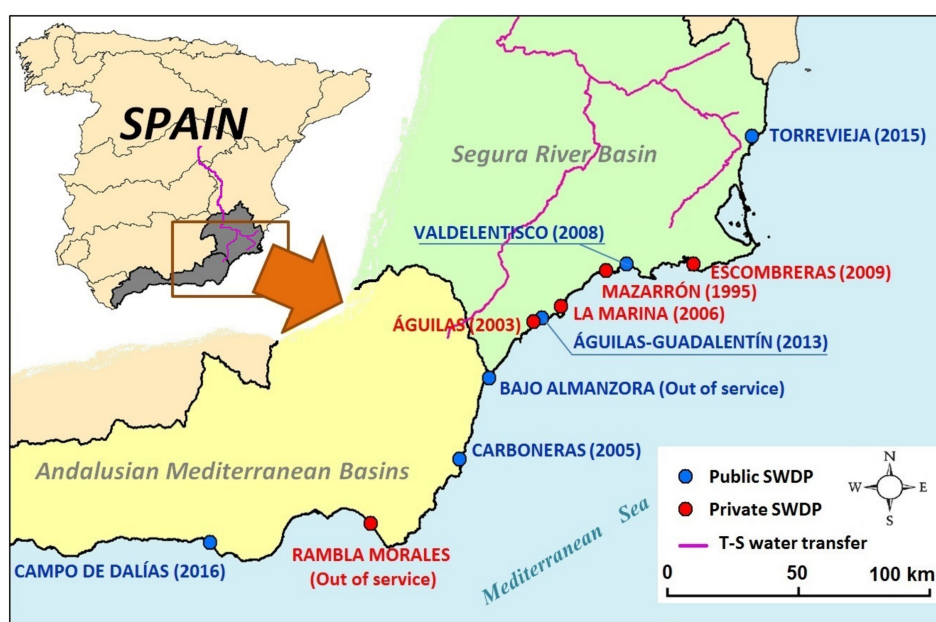 SPAIN
Segura River Basin
TORREVIEJA (2015)
VALDELENTISCO (2008)
ESCOMBRERAS (2009)
MAZARRÓN (1995)
LA MARINA (2006)
ÁGUILAS (2003)
ÁGUILAS-GUADALENTÍN (2013)
BAJO ALMANZORA (Out of service)
CARBONERAS (2005)
Andalusian Mediterranean Basins
RAMBLA MORALES
(Out of service)
CAMPO DE DALÍAS (2016)
Mediterranean Sea
Public SWDP
Private SWDP
T-S water transfer
N
W E
S
0 50 100 km